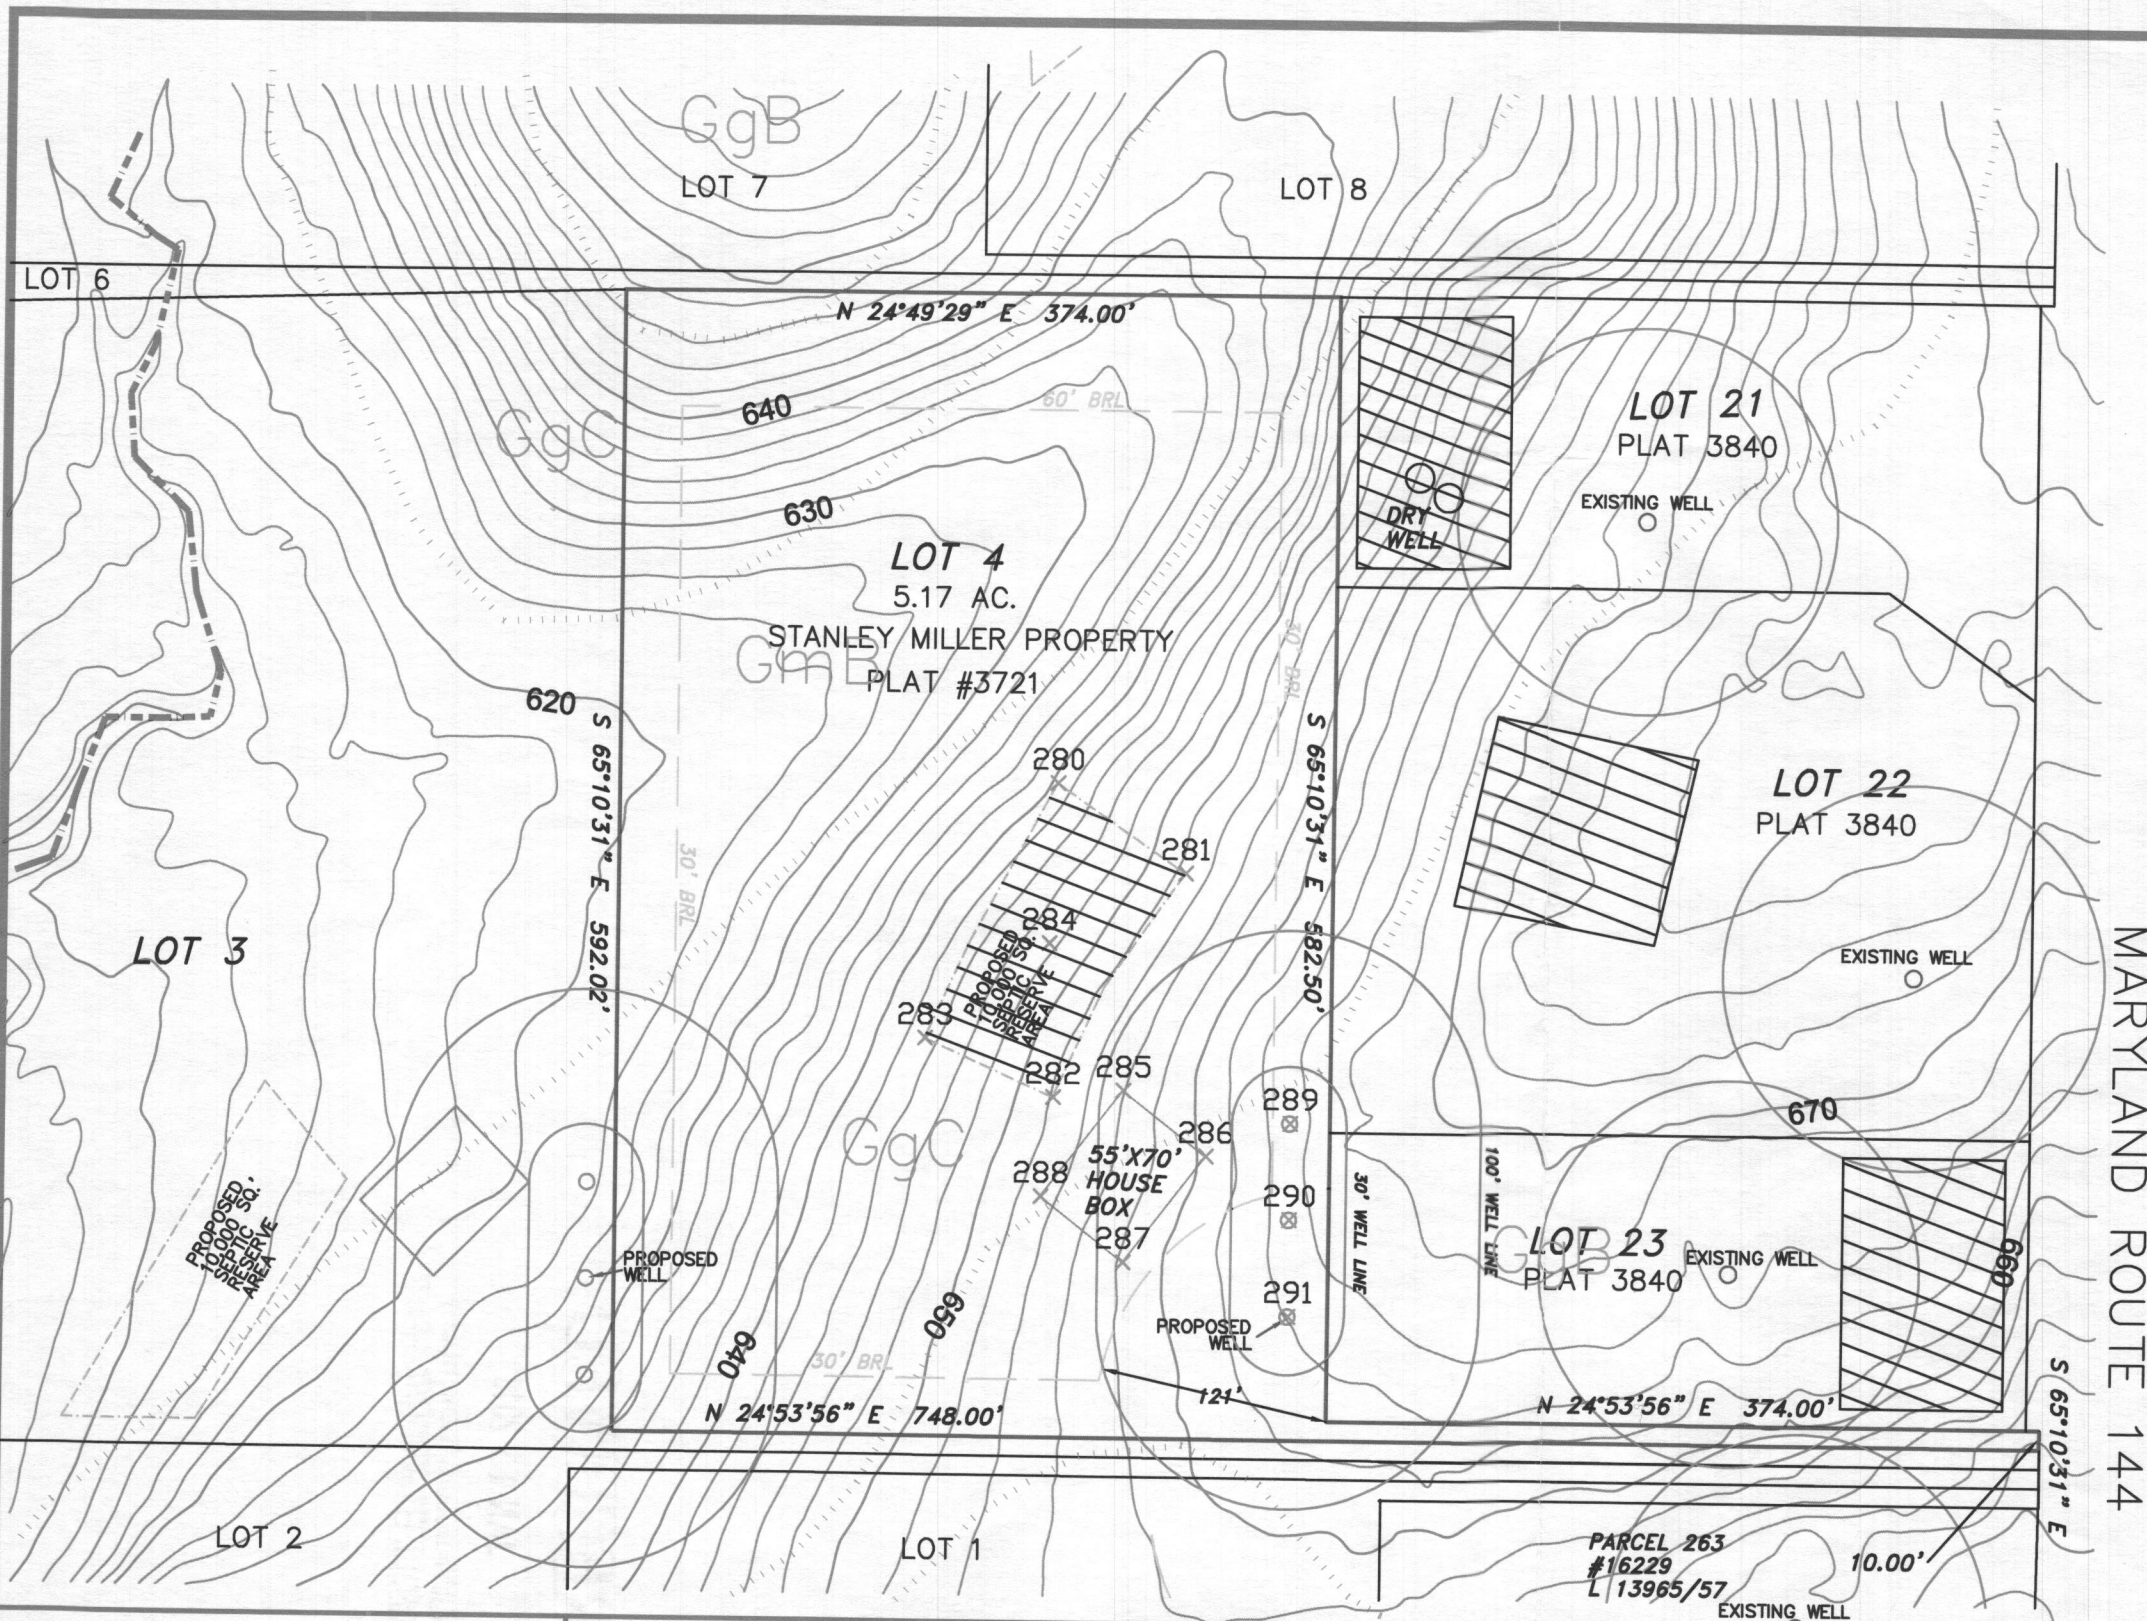 GgB
LOT 7
LOT 8
LOT 6
N 24°49'29" E 374.00'
60' BRL
640
GgC
630
LOT 4
5.17 AC.
STANLEY MILLER PROPERTY
GmB
PLAT #3721
620
S 65°10'31" E 592.02'
30' BRL
30' BRL
S 65°10'31" E 582.50'
DRY
WELL
LOT 21
PLAT 3840
EXISTING WELL
LOT 22
PLAT 3840
EXISTING WELL
280
281
284
283
282
PROPOSED
10,000 SQ.'
SEPTIC
RESERVE
AREA
285
286
288
287
55'X70'
HOUSE
BOX
289
290
291
PROPOSED
WELL
GgC
LOT 3
PROPOSED
10,000 SQ.'
SEPTIC
RESERVE
AREA
PROPOSED
WELL
640
650
30' BRL
N 24°53'56" E 748.00'
121'
30' WELL LINE
100' WELL LINE
670
LOT 23
PLAT 3840
GgB
EXISTING WELL
660
N 24°53'56" E 374.00'
S 65°10'31" E
MARYLAND ROUTE 144
LOT 2
LOT 1
PARCEL 263
#16229
L 13965/57
10.00'
EXISTING WELL